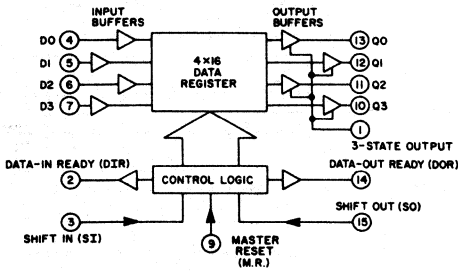 INPUT BUFFERS
OUTPUT BUFFERS
D0 4
13 Q0
D1 5
12 Q1
D2 6
11 Q2
D3 7
10 Q3
4×16
DATA
REGISTER
1
3-STATE OUTPUT
DATA-IN READY (DIR)
2
CONTROL LOGIC
DATA-OUT READY (DOR)
14
3
SHIFT IN (SI)
9
MASTER
RESET
(M.R.)
SHIFT OUT (SO)
15